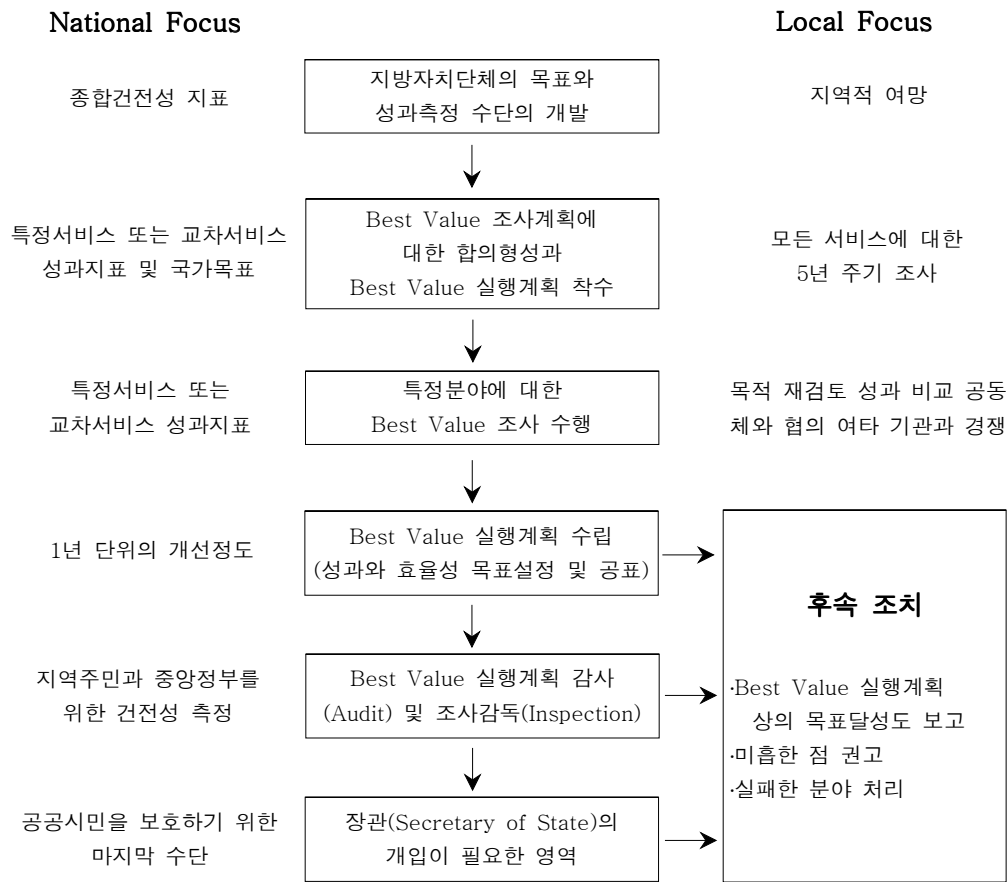 National Focus
Local Focus
종합건전성 지표
지방자치단체의 목표와
성과측정 수단의 개발
지역적 여망
특정서비스 또는 교차서비스
성과지표 및 국가목표
Best Value 조사계획에
대한 합의형성과
Best Value 실행계획 착수
모든 서비스에 대한
5년 주기 조사
특정서비스 또는
교차서비스 성과지표
특정분야에 대한
Best Value 조사 수행
목적 재검토 성과 비교 공동
체와 협의 여타 기관과 경쟁
1년 단위의 개선정도
Best Value 실행계획 수립
(성과와 효율성 목표설정 및 공표)
지역주민과 중앙정부를
위한 건전성 측정
Best Value 실행계획 감사
(Audit) 및 조사감독(Inspection)
공공시민을 보호하기 위한
마지막 수단
장관(Secretary of State)의
개입이 필요한 영역
후속 조치
·Best Value 실행계획
상의 목표달성도 보고
·미흡한 점 권고
·실패한 분야 처리